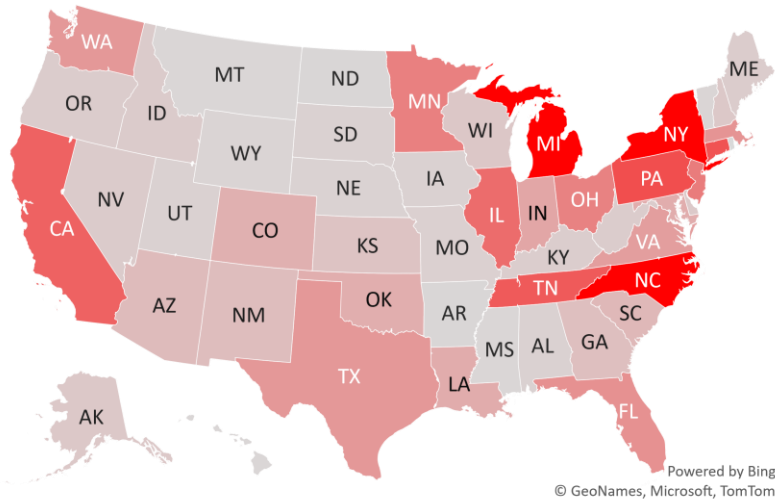 WA
MT
ND
ME
OR
ID
MN
WI
MI
NY
SD
WY
IA
PA
NE
NV
UT
IL
IN
OH
CA
CO
KS
MO
KY
VA
TN
NC
AZ
NM
OK
AR
SC
MS
AL
GA
TX
LA
AK
FL
Powered by Bing
© GeoNames, Microsoft, TomTom